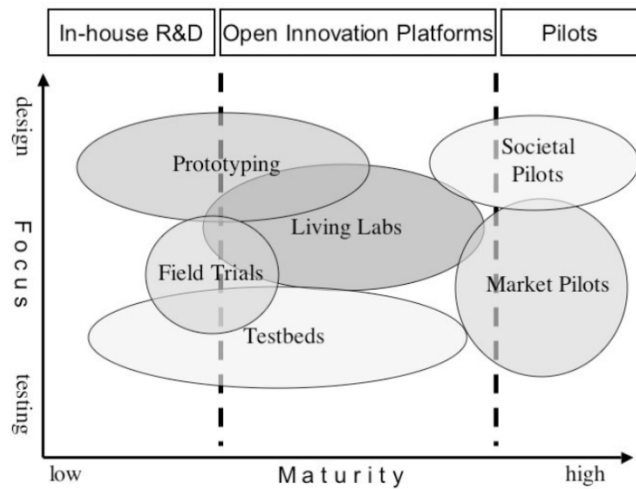 In-house R&D
Open Innovation Platforms
Pilots
design
Focus
testing
Prototyping
Societal
Pilots
Living Labs
Field Trials
Market Pilots
Testbeds
low
Maturity
high